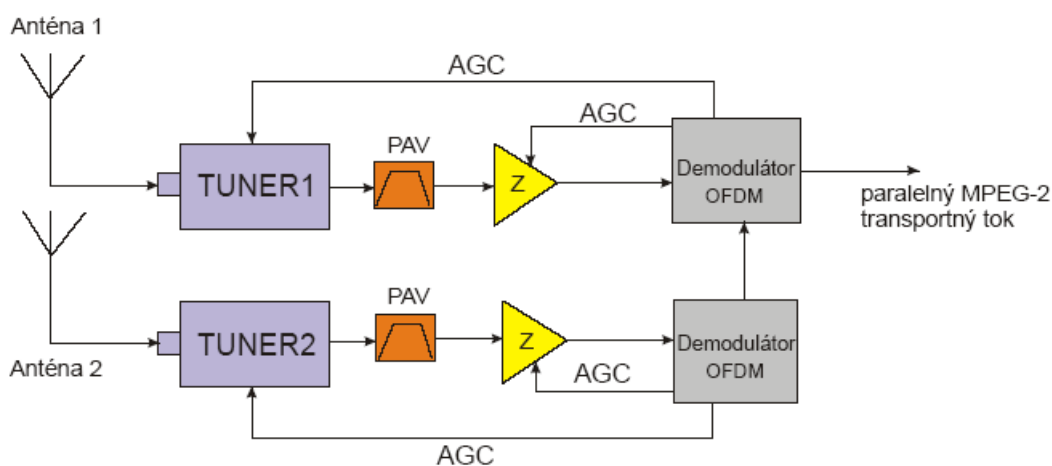 Anténa 1
AGC
AGC
PAV
TUNER1
Z
Demodulátor
OFDM
paralelný MPEG-2
transportný tok
PAV
TUNER2
Z
Demodulátor
OFDM
Anténa 2
AGC
AGC